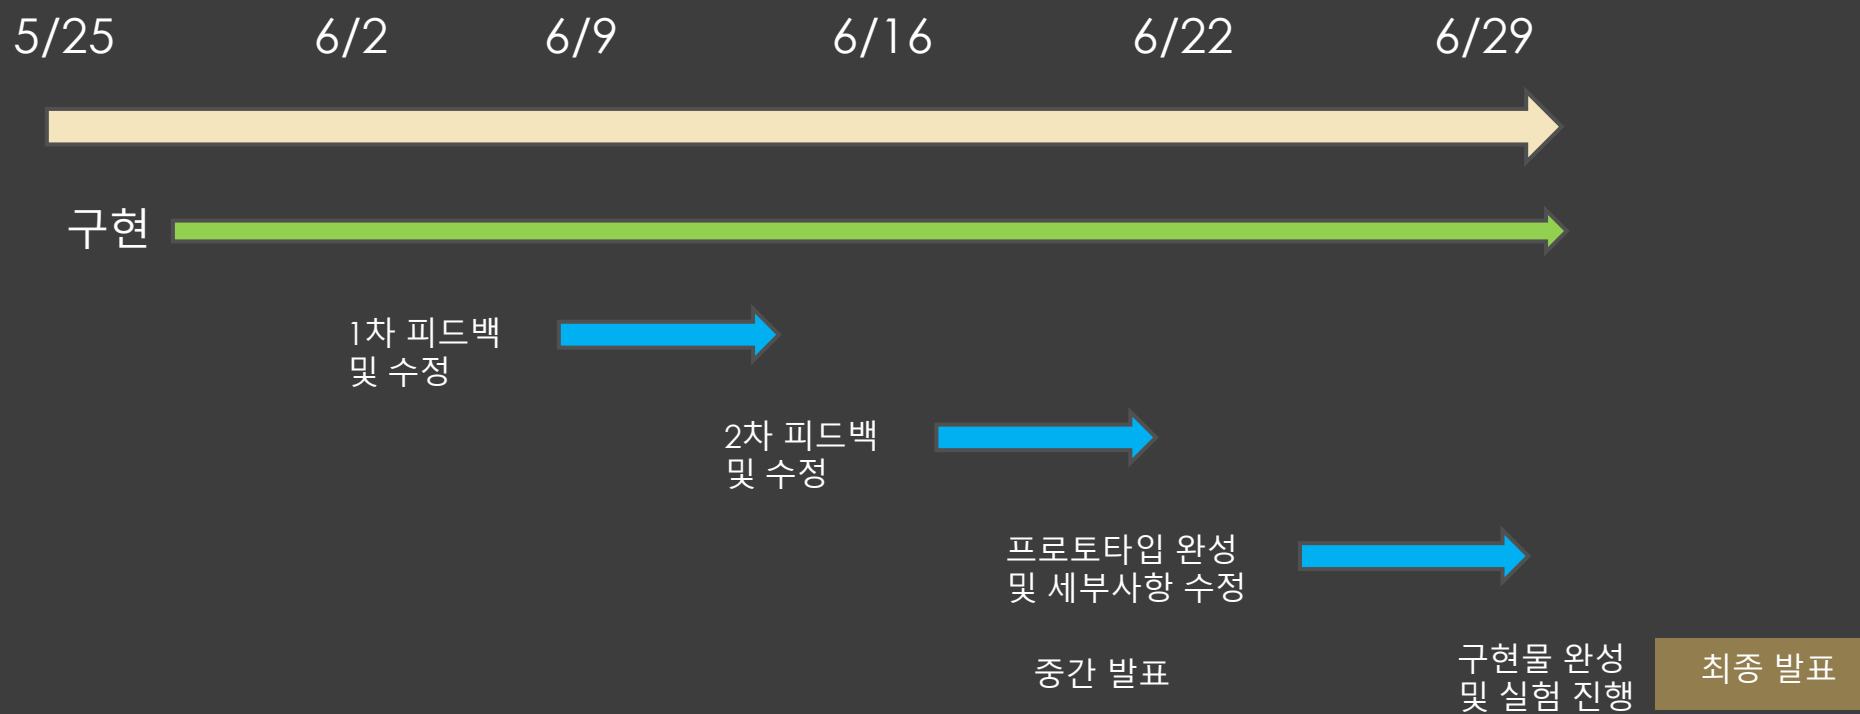 5/25 6/2 6/9 6/16 6/22 6/29
구현
1차 피드백
및 수정
2차 피드백
및 수정
프로토타입 완성
및 세부사항 수정
중간 발표
구현물 완성
및 실험 진행
최종 발표